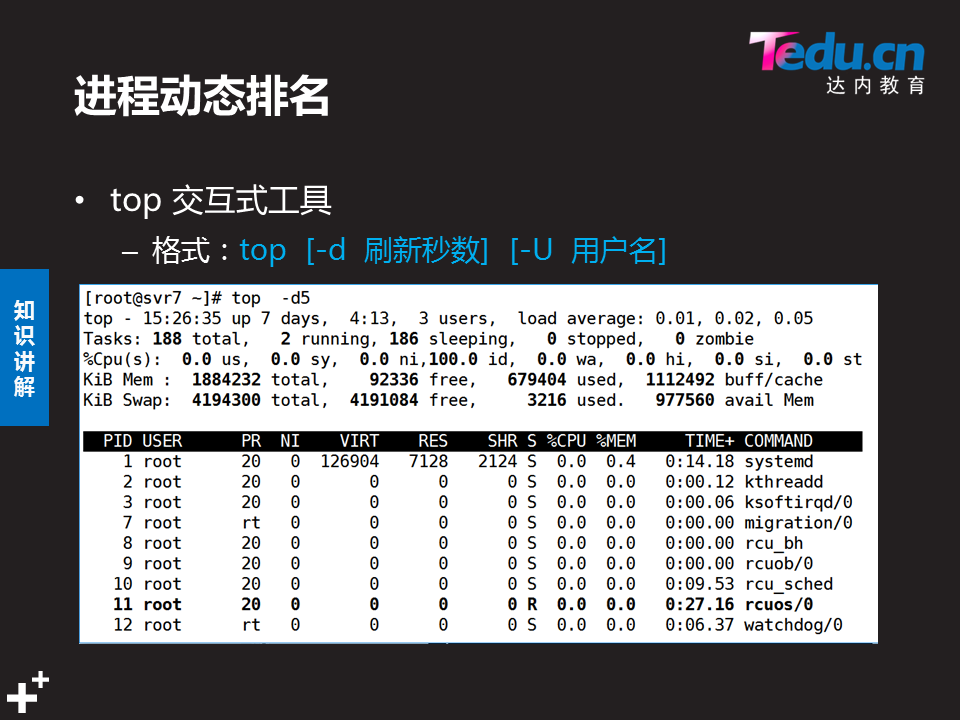 Tedu.cn
达内教育
进程动态排名
• top 交互式工具
– 格式：top [-d 刷新秒数] [-U 用户名]
知识讲解
[root@svr7 ~]# top  -d5
top - 15:26:35 up 7 days,  4:13,  3 users,  load average: 0.01, 0.02, 0.05
Tasks: 188 total,   2 running, 186 sleeping,   0 stopped,   0 zombie
%Cpu(s):  0.0 us,  0.0 sy,  0.0 ni,100.0 id,  0.0 wa,  0.0 hi,  0.0 si,  0.0 st
KiB Mem :  1884232 total,    92336 free,   679404 used,  1112492 buff/cache
KiB Swap:  4194300 total,  4191084 free,     3216 used.   977560 avail Mem
PID USER      PR  NI    VIRT    RES    SHR S %CPU %MEM     TIME+ COMMAND
1 root      20   0  126904   7128   2124 S  0.0  0.4   0:14.18 systemd
2 root      20   0       0      0      0 S  0.0  0.0   0:00.12 kthreadd
3 root      20   0       0      0      0 S  0.0  0.0   0:00.06 ksoftirqd/0
7 root      rt   0       0      0      0 S  0.0  0.0   0:00.00 migration/0
8 root      20   0       0      0      0 S  0.0  0.0   0:00.00 rcu_bh
9 root      20   0       0      0      0 S  0.0  0.0   0:00.00 rcuob/0
10 root      20   0       0      0      0 S  0.0  0.0   0:09.53 rcu_sched
11 root      20   0       0      0      0 R  0.0  0.0   0:27.16 rcuos/0
12 root      rt   0       0      0      0 S  0.0  0.0   0:06.37 watchdog/0